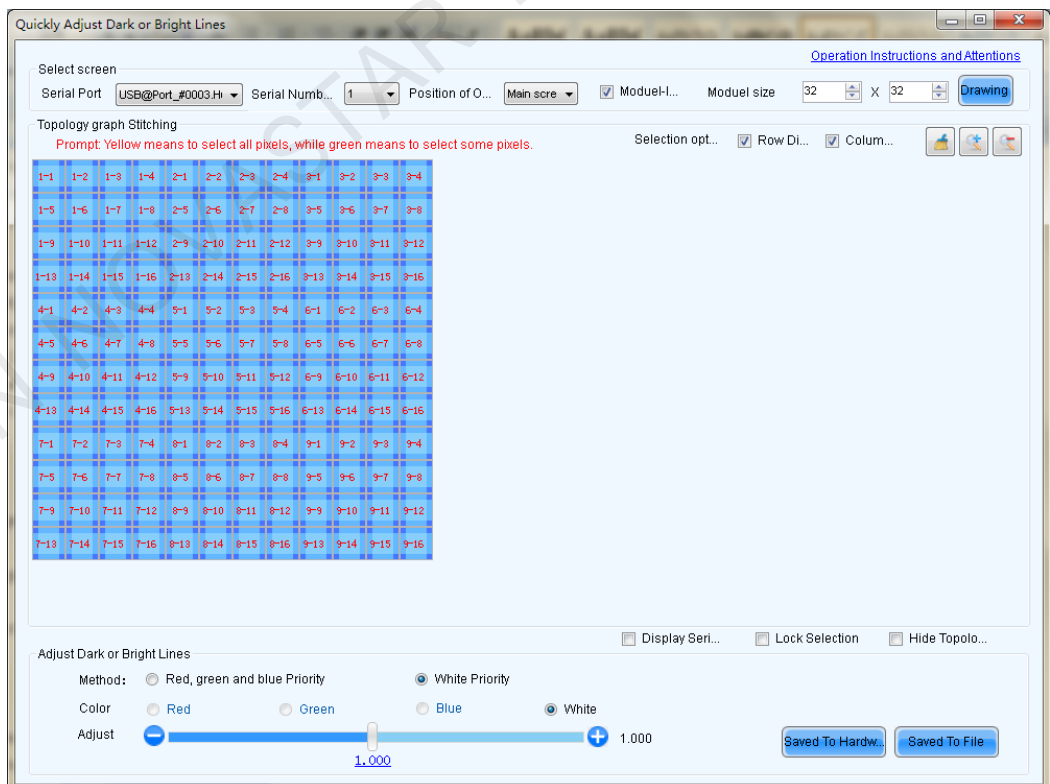 Quickly Adjust Dark or Bright Lines
Operation Instructions and Attentions
Select screen
Serial Port USB@Port_#0003.H Serial Numb... 1 Position of O... Main scre Moduel-I... Moduel size 32 X 32 Drawing
Topology graph Stitching
Prompt: Yellow means to select all pixels, while green means to select some pixels. Selection opt... Row Di... Colum...
1-1 1-2 1-3 1-4 2-1 2-2 2-3 2-4 3-1 3-2 3-3 3-4
1-5 1-6 1-7 1-8 2-5 2-6 2-7 2-8 3-5 3-6 3-7 3-8
1-9 1-10 1-11 1-12 2-9 2-10 2-11 2-12 3-9 3-10 3-11 3-12
1-13 1-14 1-15 1-16 2-13 2-14 2-15 2-16 3-13 3-14 3-15 3-16
4-1 4-2 4-3 4-4 5-1 5-2 5-3 5-4 6-1 6-2 6-3 6-4
4-5 4-6 4-7 4-8 5-5 5-6 5-7 5-8 6-5 6-6 6-7 6-8
4-9 4-10 4-11 4-12 5-9 5-10 5-11 5-12 6-9 6-10 6-11 6-12
4-13 4-14 4-15 4-16 5-13 5-14 5-15 5-16 6-13 6-14 6-15 6-16
7-1 7-2 7-3 7-4 8-1 8-2 8-3 8-4 9-1 9-2 9-3 9-4
7-5 7-6 7-7 7-8 8-5 8-6 8-7 8-8 9-5 9-6 9-7 9-8
7-9 7-10 7-11 7-12 8-9 8-10 8-11 8-12 9-9 9-10 9-11 9-12
7-13 7-14 7-15 7-16 8-13 8-14 8-15 8-16 9-13 9-14 9-15 9-16
Display Seri... Lock Selection Hide Topolo...
Adjust Dark or Bright Lines
Method: Red, green and blue Priority White Priority
Color Red Green Blue White
Adjust 1.000
1.000
Saved To Hardw... Saved To File
NOVASTAR